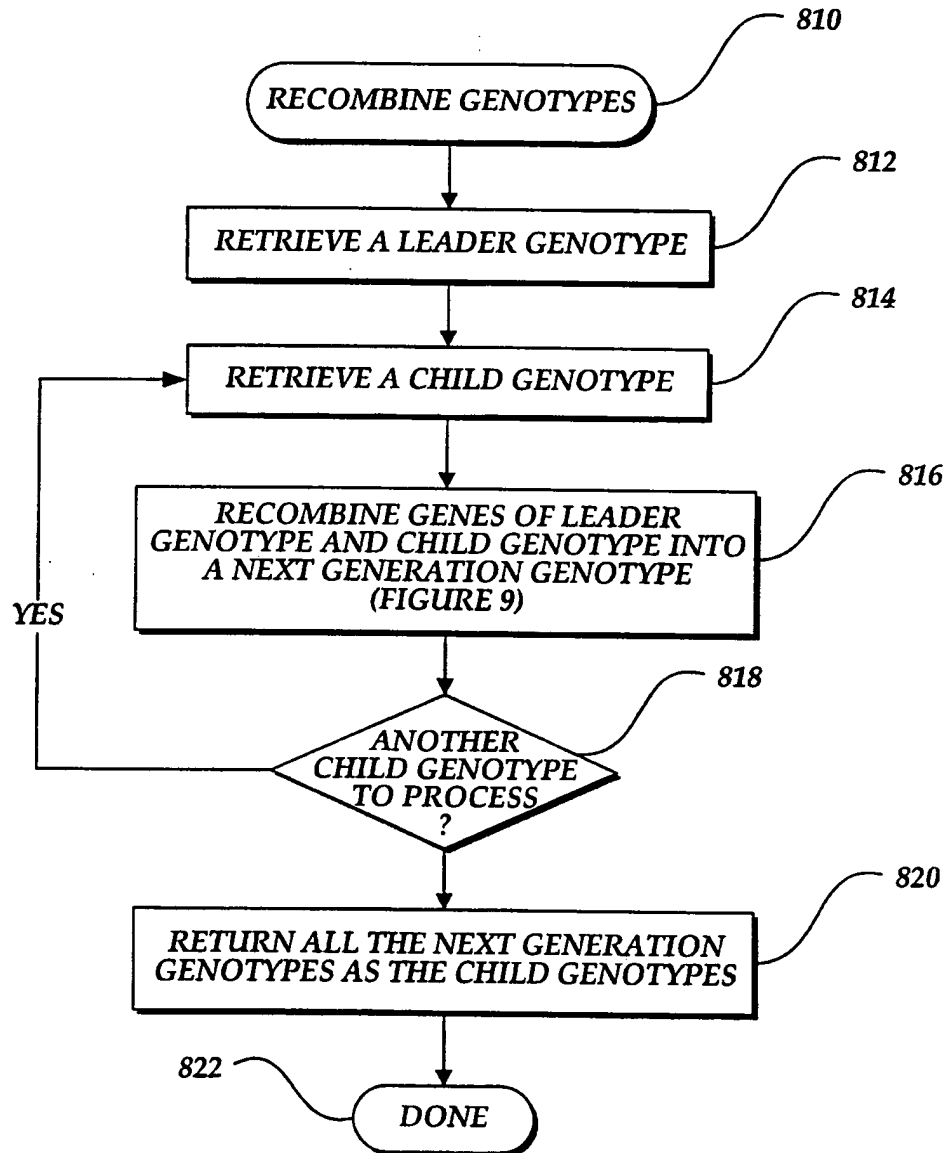 810
RECOMBINE GENOTYPES
812
RETRIEVE A LEADER GENOTYPE
814
RETRIEVE A CHILD GENOTYPE
816
RECOMBINE GENES OF LEADER
GENOTYPE AND CHILD GENOTYPE INTO
A NEXT GENERATION GENOTYPE
(FIGURE 9)
YES
818
ANOTHER
CHILD GENOTYPE
TO PROCESS
?
820
RETURN ALL THE NEXT GENERATION
GENOTYPES AS THE CHILD GENOTYPES
822
DONE